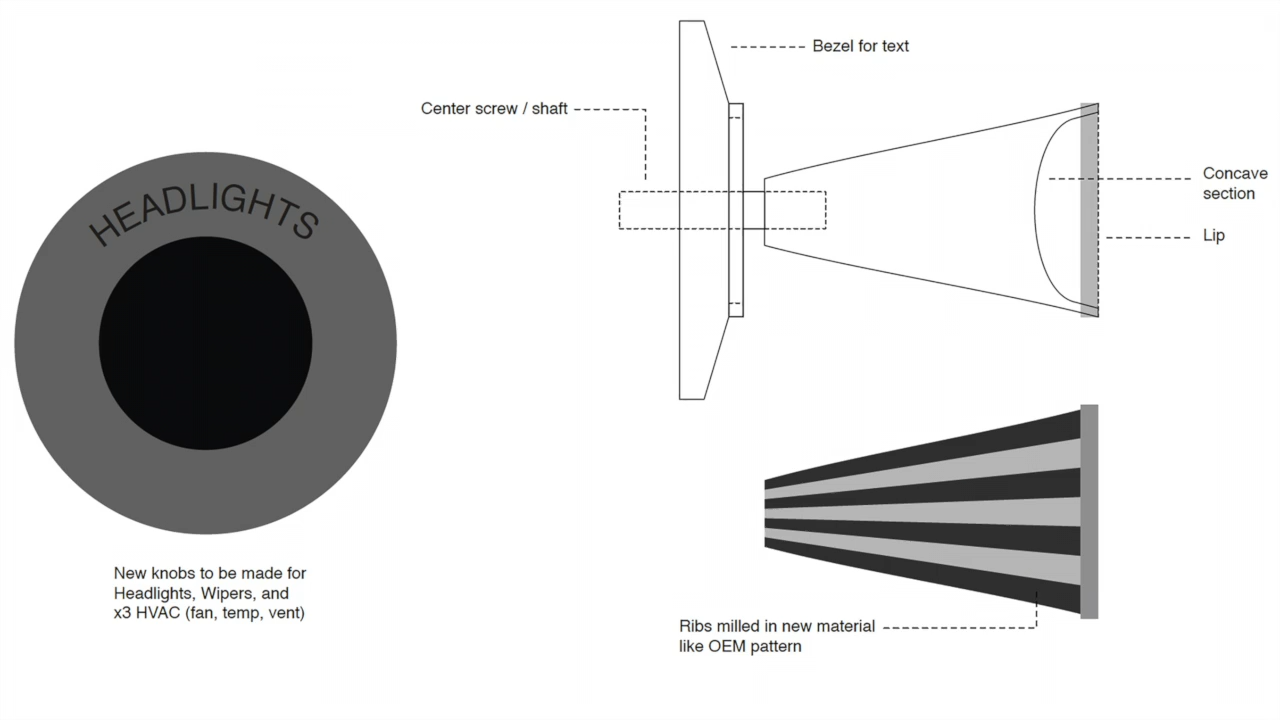 Bezel for text
Center screw / shaft
Concave
section
Lip
HEADLIGHTS
New knobs to be made for
Headlights, Wipers, and
x3 HVAC (fan, temp, vent)
Ribs milled in new material
like OEM pattern